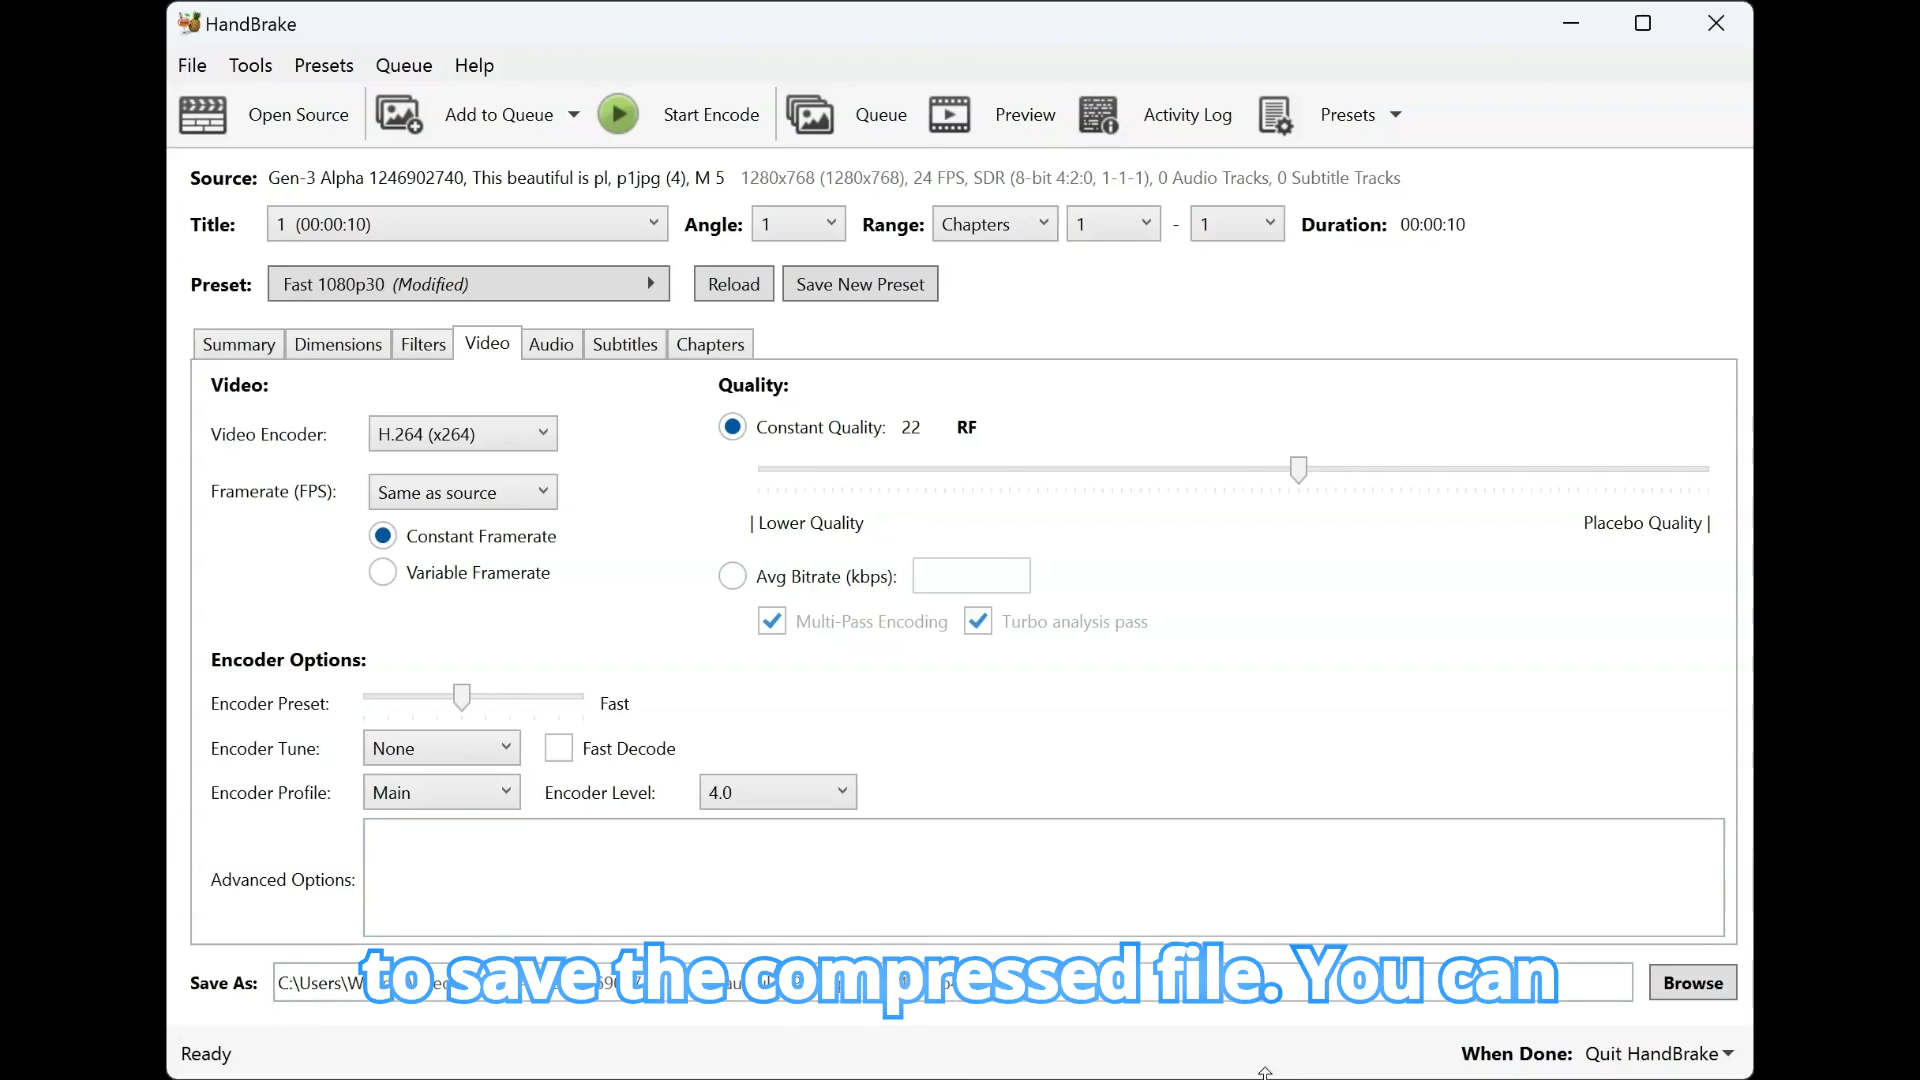 HandBrake
File Tools Presets Queue Help
Open Source Add to Queue Start Encode Queue Preview Activity Log Presets
Source: Gen-3 Alpha 1246902740, This beautiful is pl, p1jpg (4), M 5 1280x768 (1280x768), 24 FPS, SDR (8-bit 4:2:0, 1-1-1), 0 Audio Tracks, 0 Subtitle Tracks
Title: 1 (00:00:10) Angle: 1 Range: Chapters 1 - 1 Duration: 00:00:10
Preset: Fast 1080p30 (Modified) Reload Save New Preset
Summary Dimensions Filters Video Audio Subtitles Chapters
Video: Quality:
Video Encoder: H.264 (x264) Constant Quality: 22 RF
Framerate (FPS): Same as source
| Lower Quality Placebo Quality |
Constant Framerate
Variable Framerate Avg Bitrate (kbps):
Multi-Pass Encoding Turbo analysis pass
Encoder Options:
Encoder Preset: Fast
Encoder Tune: None Fast Decode
Encoder Profile: Main Encoder Level: 4.0
Advanced Options:
to save the compressed file. You can
Save As: C:\Users\W Browse
Ready When Done: Quit HandBrake